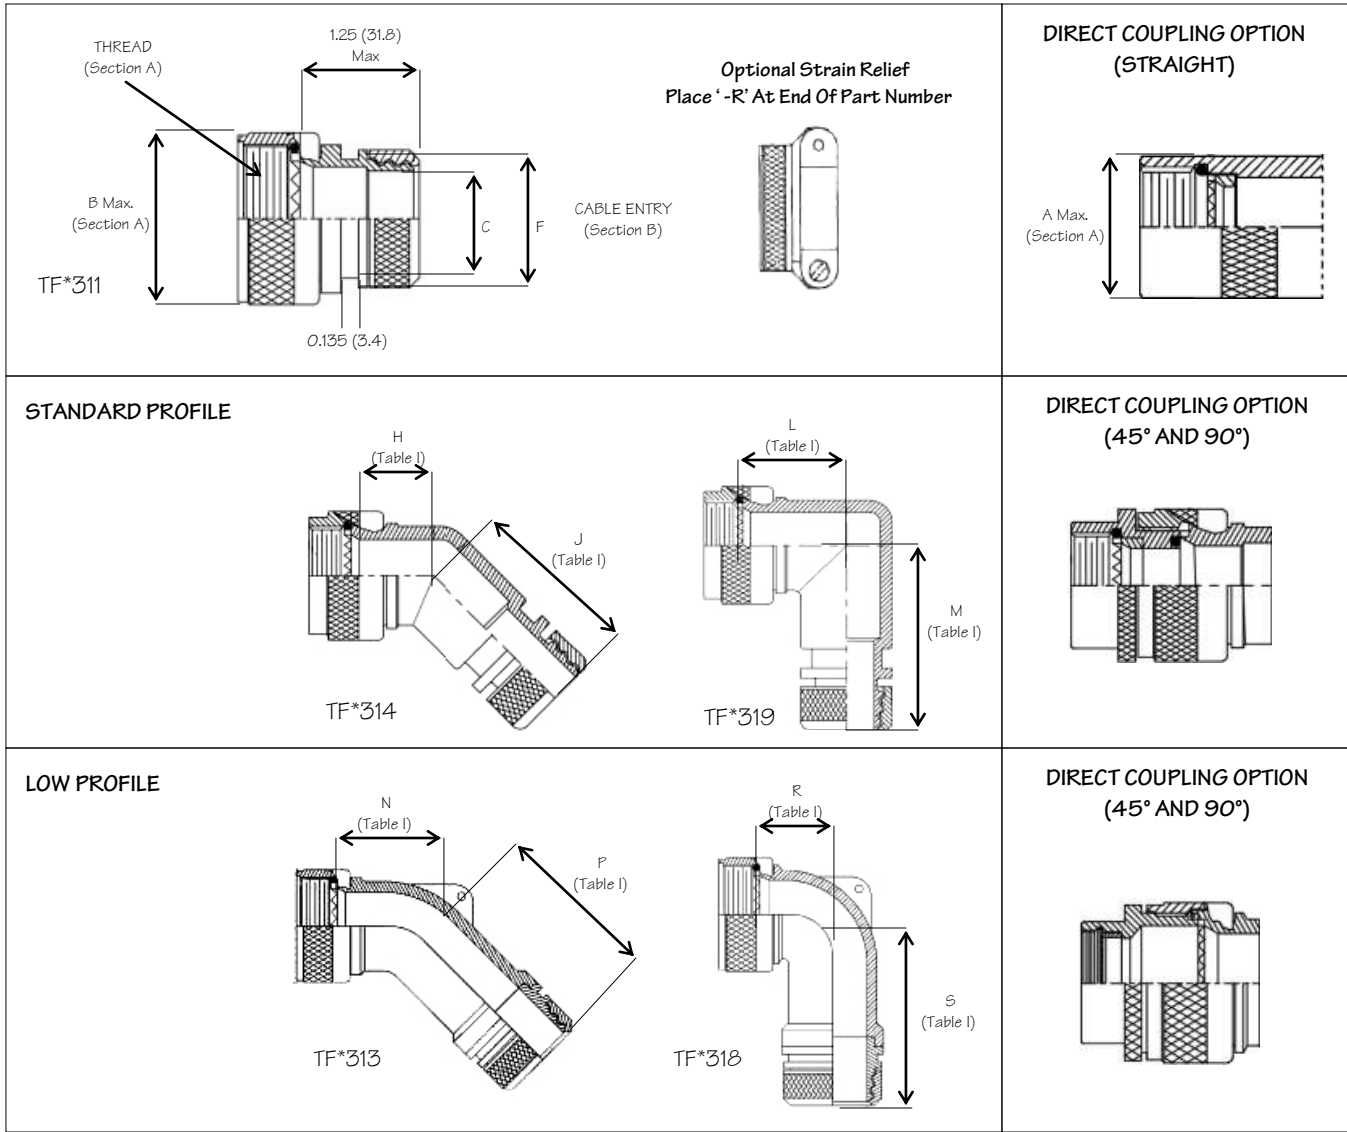 THREAD
(Section A)
1.25 (31.8)
Max
Optional Strain Relief
Place ‘ -R’ At End Of Part Number
B Max.
(Section A)
C
F
CABLE ENTRY
(Section B)
TF*311
0.135 (3.4)
DIRECT COUPLING OPTION
(STRAIGHT)
A Max.
(Section A)
STANDARD PROFILE
H
(Table I)
J
(Table I)
TF*314
L
(Table I)
M
(Table I)
TF*319
DIRECT COUPLING OPTION
(45° AND 90°)
LOW PROFILE
N
(Table I)
P
(Table I)
TF*313
R
(Table I)
S
(Table I)
TF*318
DIRECT COUPLING OPTION
(45° AND 90°)